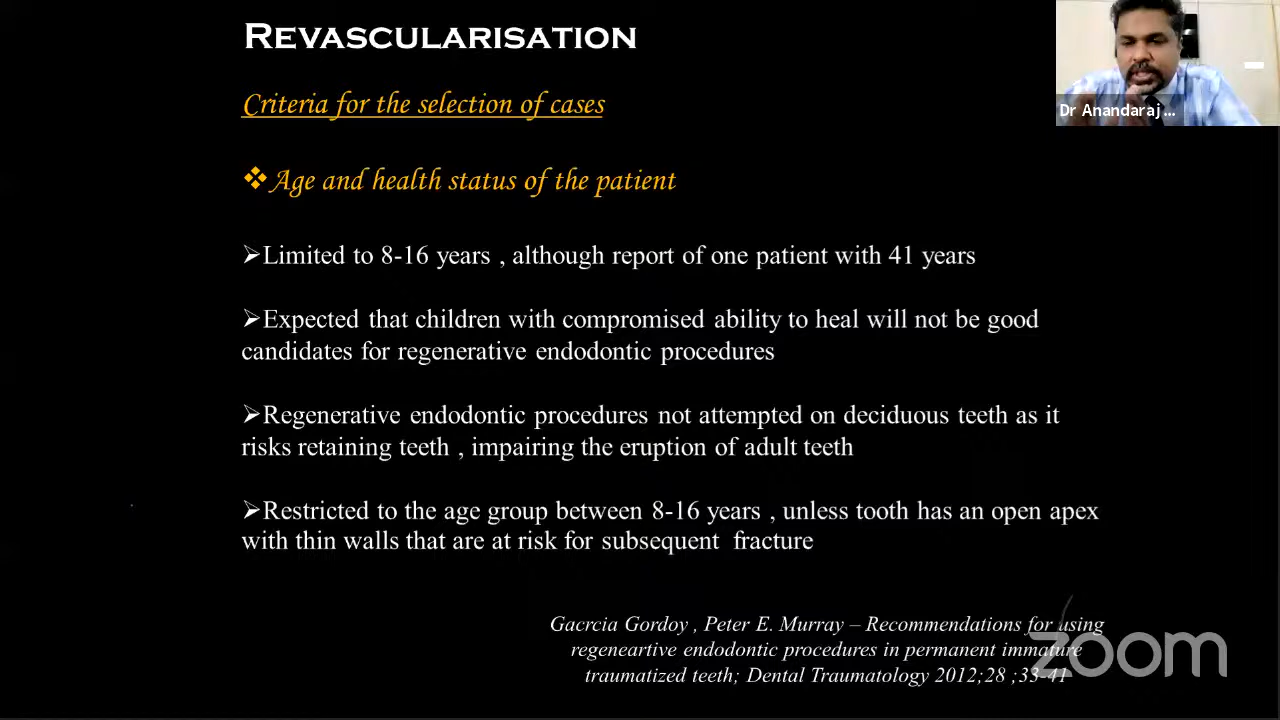 REVASCULARISATION
Criteria for the selection of cases
❖Age and health status of the patient
➢Limited to 8-16 years , although report of one patient with 41 years
➢Expected that children with compromised ability to heal will not be good
candidates for regenerative endodontic procedures
➢Regenerative endodontic procedures not attempted on deciduous teeth as it
risks retaining teeth , impairing the eruption of adult teeth
➢Restricted to the age group between 8-16 years , unless tooth has an open apex
with thin walls that are at risk for subsequent fracture
Gacrcia Gordoy , Peter E. Murray – Recommendations for using
regeneartive endodontic procedures in permanent immature
traumatized teeth; Dental Traumatology 2012;28 ;33-41
Dr Anandaraj ...
zoom